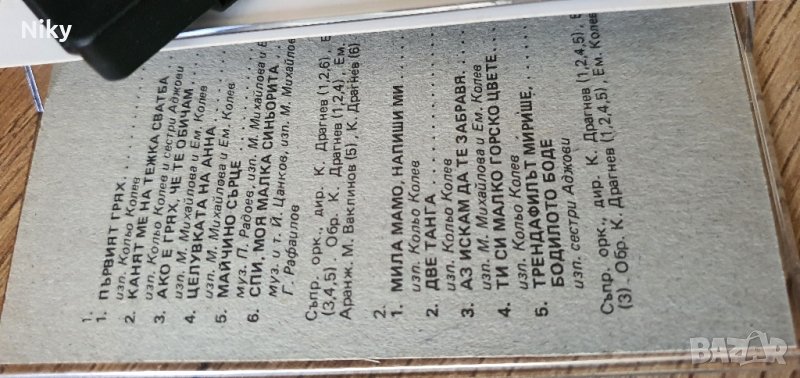 Niky
1.
1. ПЪРВИЯТ ГРЯХ
изп. Кольо Колев
2. КАНЯТ МЕ НА ТЕЖКА СВАТБА
изп. Кольо Колев и сестри Аджови
3. АКО Е ГРЯХ, ЧЕ ТЕ ОБИЧАМ
изп. М. Михайлова и Ем. Колев
4. ЦЕЛУВКАТА НА АННА
изп. М. Михайлова и Ем. Колев
5. МАЙЧИНО СЪРЦЕ
муз. П. Радоев, изп. М. Михайлова и Е
6. СПИ, МОЯ МАЛКА СИНЬОРИТА
муз. и т. Й. Цанков, изп. М. Михайлов
Г. Рафаилов
Съпр. орк., дир. К. Драгнев (1,2,6), Е
(3,4,5). Обр. К. Драгнев (1,2,4), Ем.
Аранж. М. Ваклинов (5), К. Драгнев (6).
2.
1. МИЛА МАМО, НАПИШИ МИ
изп. Кольо Колев
2. ДВЕ ТАНГА
изп. Кольо Колев
3. АЗ ИСКАМ ДА ТЕ ЗАБРАВЯ
изп. М. Михайлова и Ем. Колев
4. ТИ СИ МАЛКО ГОРСКО ЦВЕТЕ
изп. Кольо Колев
5. ТРЕНДАФИЛЪТ МИРИШЕ,
БОДИЛОТО БОДЕ
изп. сестри Аджови
Съпр. орк., дир. К. Драгнев (1,2,4,5), Е
(3). Обр. К. Драгнев (1,2,4,5), Ем. Коле
BAZAR